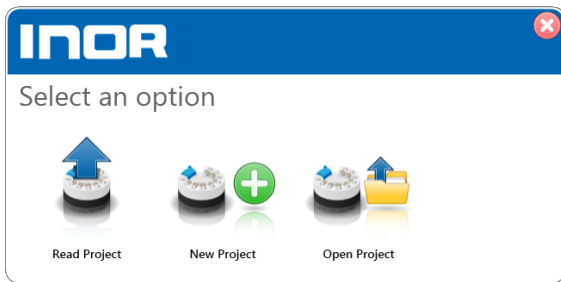 INOR
Select an option
Read Project
New Project
Open Project